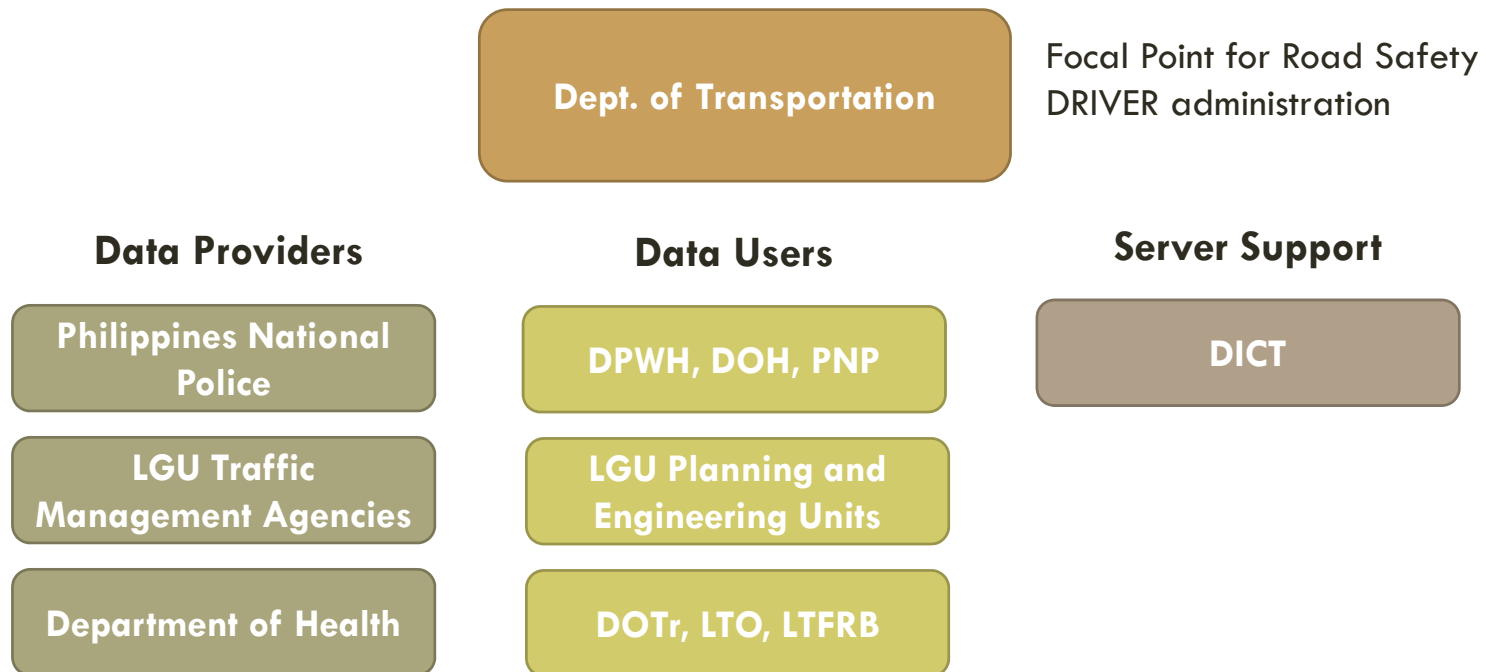 Dept. of Transportation
Focal Point for Road Safety
DRIVER administration
Data Providers
Philippines National
Police
LGU Traffic
Management Agencies
Department of Health
Data Users
DPWH, DOH, PNP
LGU Planning and
Engineering Units
DOTr, LTO, LTFRB
Server Support
DICT